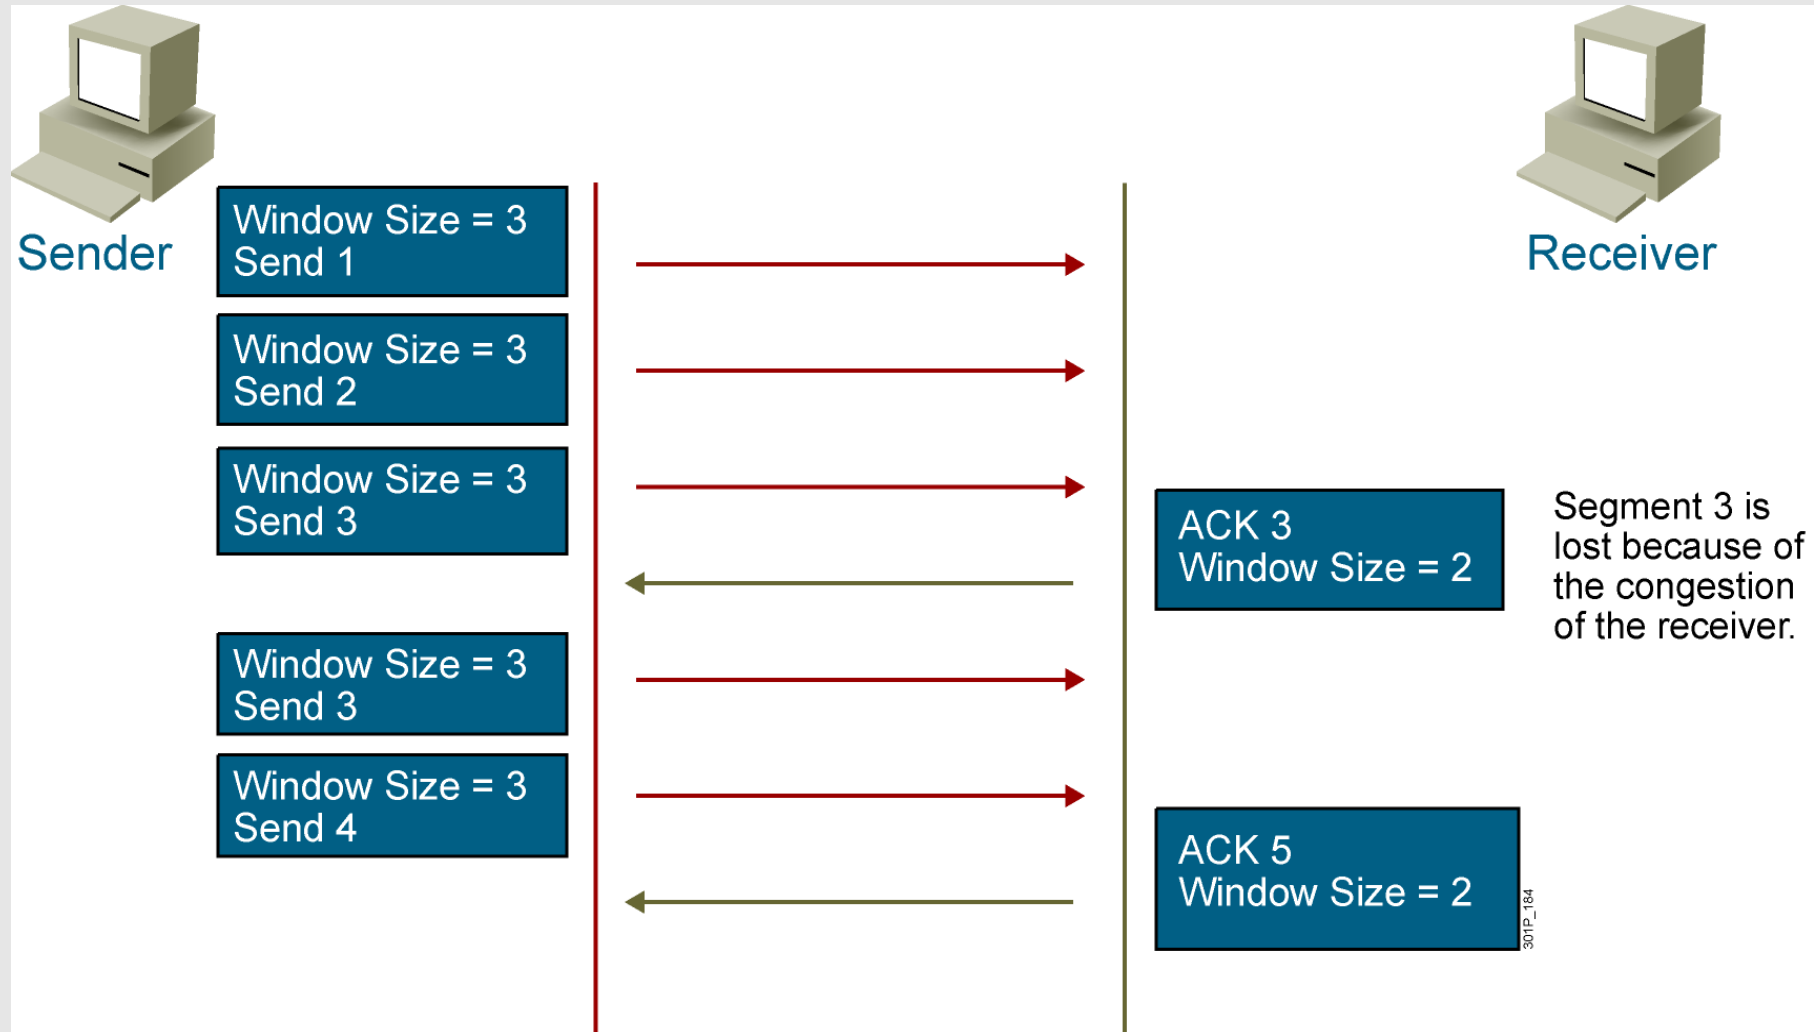 Sender
Receiver
Window Size = 3
Send 1
Window Size = 3
Send 2
Window Size = 3
Send 3
ACK 3
Window Size = 2
Segment 3 is
lost because of
the congestion
of the receiver.
Window Size = 3
Send 3
Window Size = 3
Send 4
ACK 5
Window Size = 2
301P_184